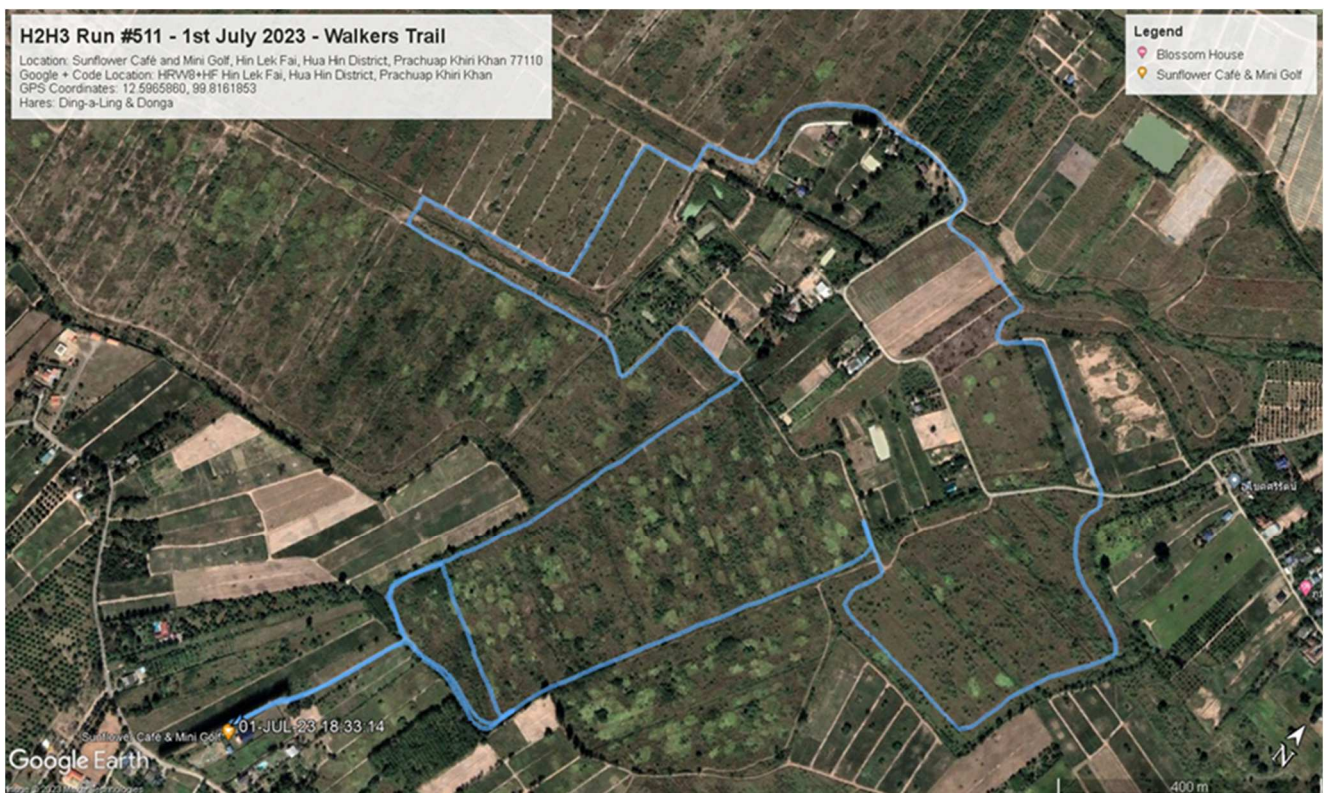 H2H3 Run #511 - 1st July 2023 - Walkers Trail
Location: Sunflower Café and Mini Golf, Hin Lek Fai, Hua Hin District, Prachuap Khiri Khan 77110
Google + Code Location: HRW8+HF Hin Lek Fai, Hua Hin District, Prachuap Khiri Khan
GPS Coordinates: 12.5965860, 99.8161853
Hares: Ding-a-Ling & Donga
Legend
Blossom House
Sunflower Café & Mini Golf
01-JUL-23 18:33:14
Sunflower Café & Mini Golf
Google Earth
N
400 m